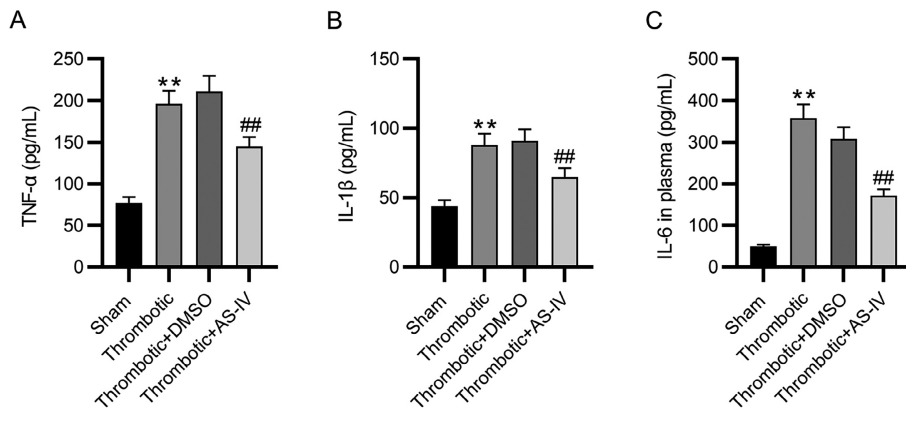 A
TNF-α (pg/mL)
250
200
150
100
50
0
**
##
Sham
Thrombotic
Thrombotic+DMSO
Thrombotic+AS-IV
B
IL-1β (pg/mL)
150
100
50
0
**
##
Sham
Thrombotic
Thrombotic+DMSO
Thrombotic+AS-IV
C
IL-6 in plasma (pg/mL)
500
400
300
200
100
0
**
##
Sham
Thrombotic
Thrombotic+DMSO
Thrombotic+AS-IV